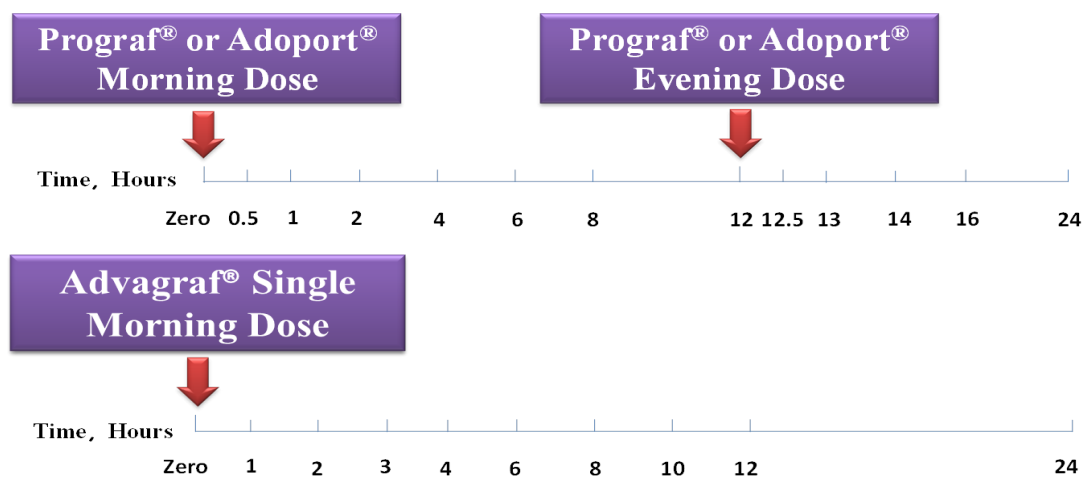 Prograf® or Adoport® Morning Dose
Prograf® or Adoport® Evening Dose
Time, Hours
Zero 0.5 1 2 4 6 8 12 12.5 13 14 16 24
Advagraf® Single
Morning Dose
Time, Hours
Zero 1 2 3 4 6 8 10 12 24